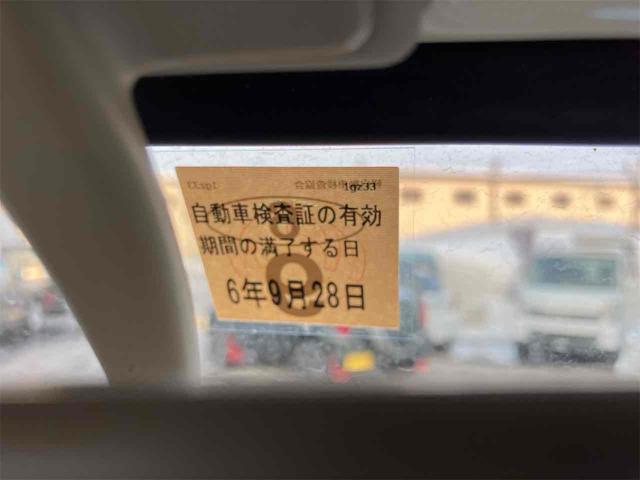 1gz33
自動車検査証の有効
期間の満了する日
6年9月28日